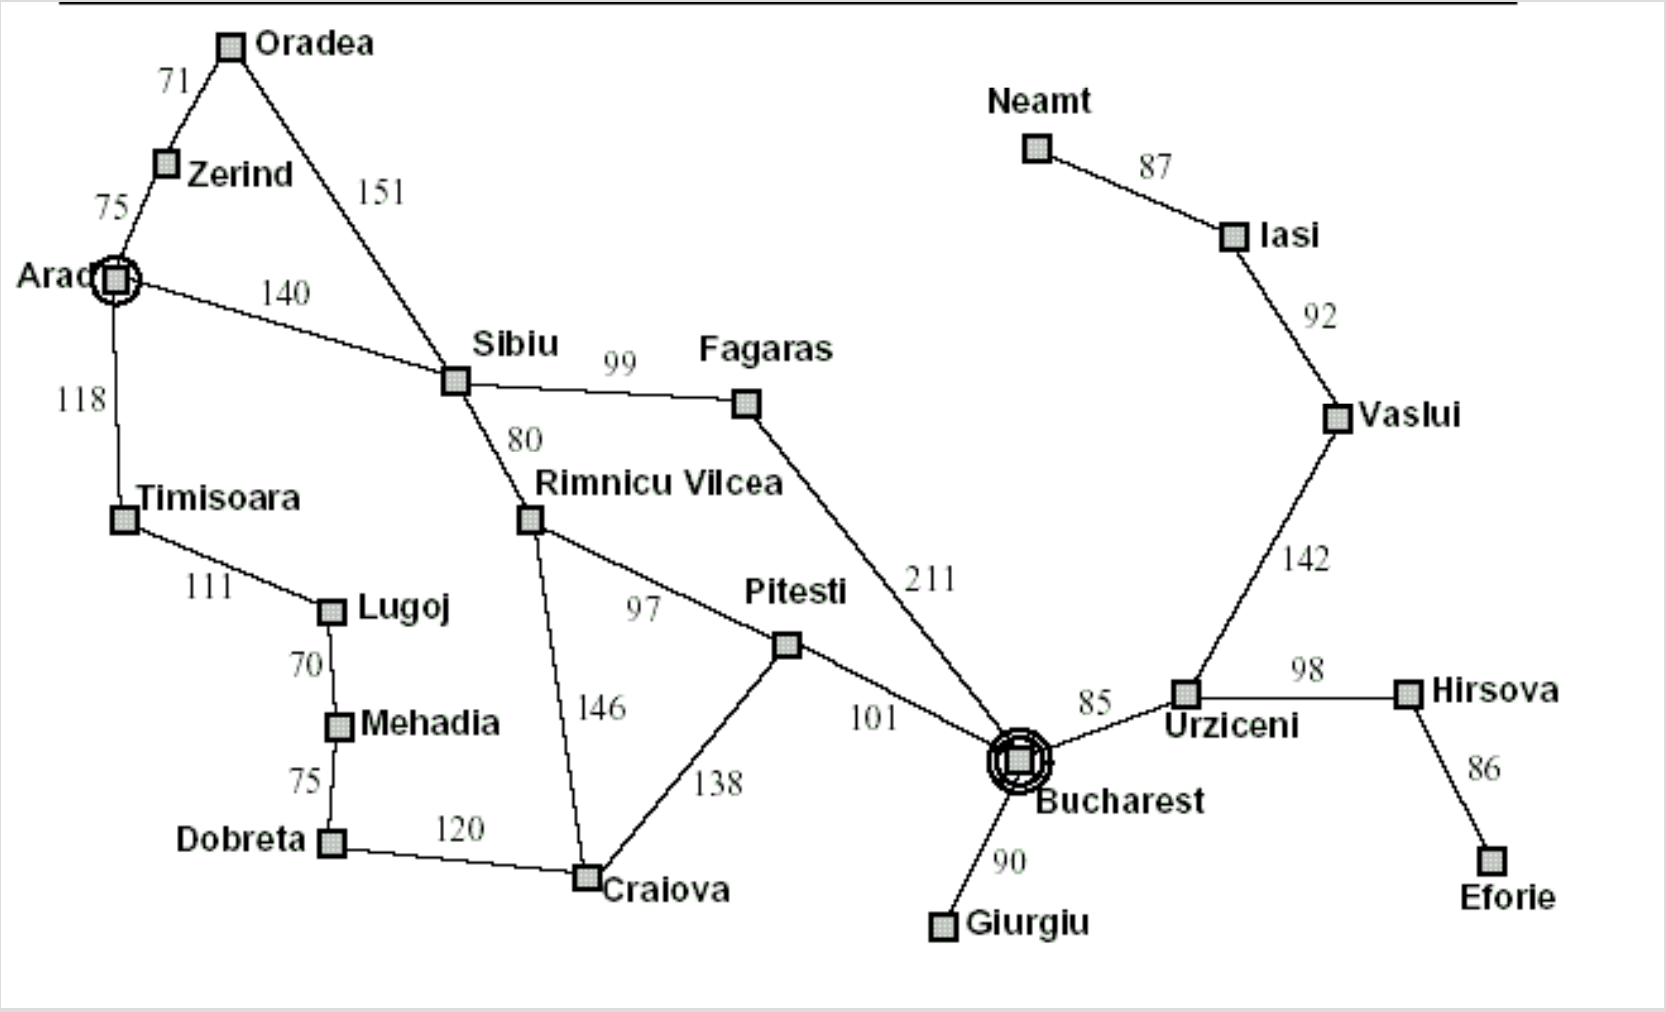 Oradea
71
Neamt
87
Zerind
151
75
Iasi
Arad
140
92
Sibiu
99
Fagaras
118
Vaslui
80
Rimnicu Vilcea
Timisoara
142
111
211
Pitesti
Lugoj
97
70
98
Hirsova
85
146
101
Mehadia
Urziceni
86
75
138
Bucharest
120
Dobreta
90
Craiova
Eforie
Giurgiu